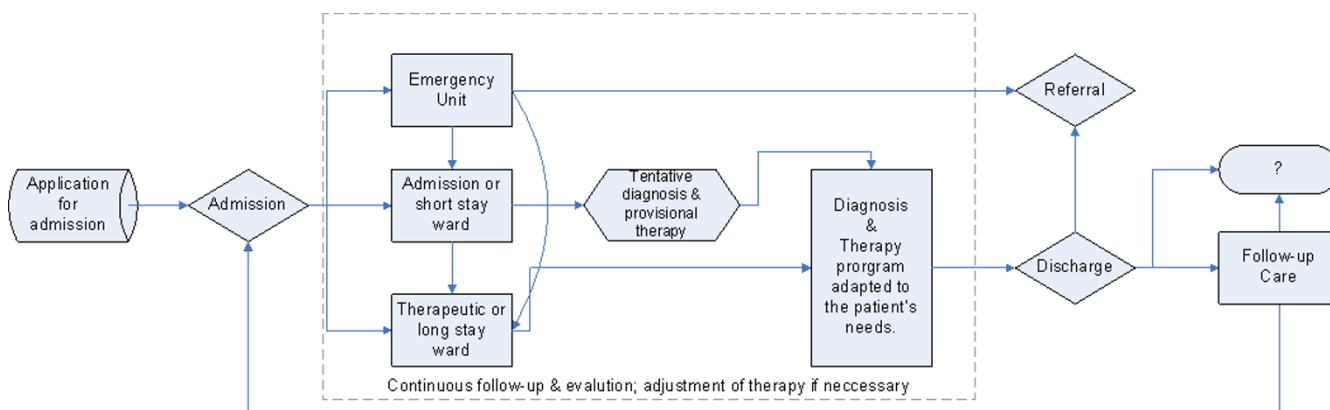 Emergency
Unit
Referral
Application
for
admission
Admission
Admission or
short stay
ward
Tentative
diagnosis &
provisional
therapy
Diagnosis
&
Therapy
prorgram
adapted to
the patient's
needs.
Discharge
?
Follow-up
Care
Therapeutic or
long stay
ward
Continuous follow-up & evalution; adjustment of therapy if neccessary